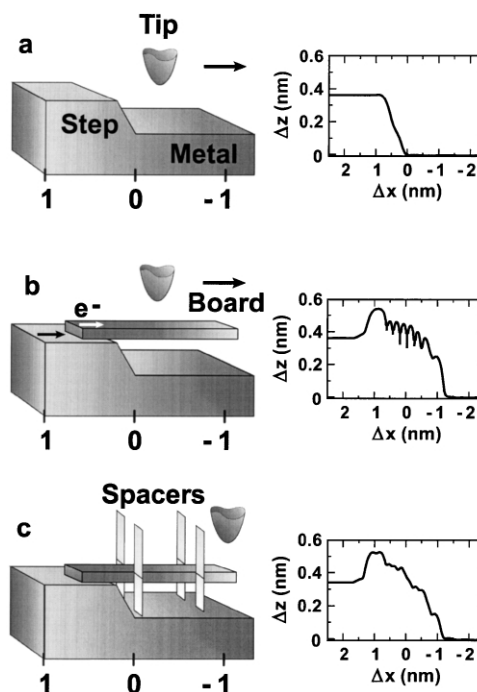 a
Tip
Step
Metal
1 0 -1
0.6
0.4
0.2
0
Δz (nm)
2 1 0 -1 -2
Δx (nm)
b
e-
Board
1 0 -1
0.6
0.4
0.2
0
Δz (nm)
2 1 0 -1 -2
Δx (nm)
c
Spacers
1 0 -1
0.6
0.4
0.2
0
Δz (nm)
2 1 0 -1 -2
Δx (nm)